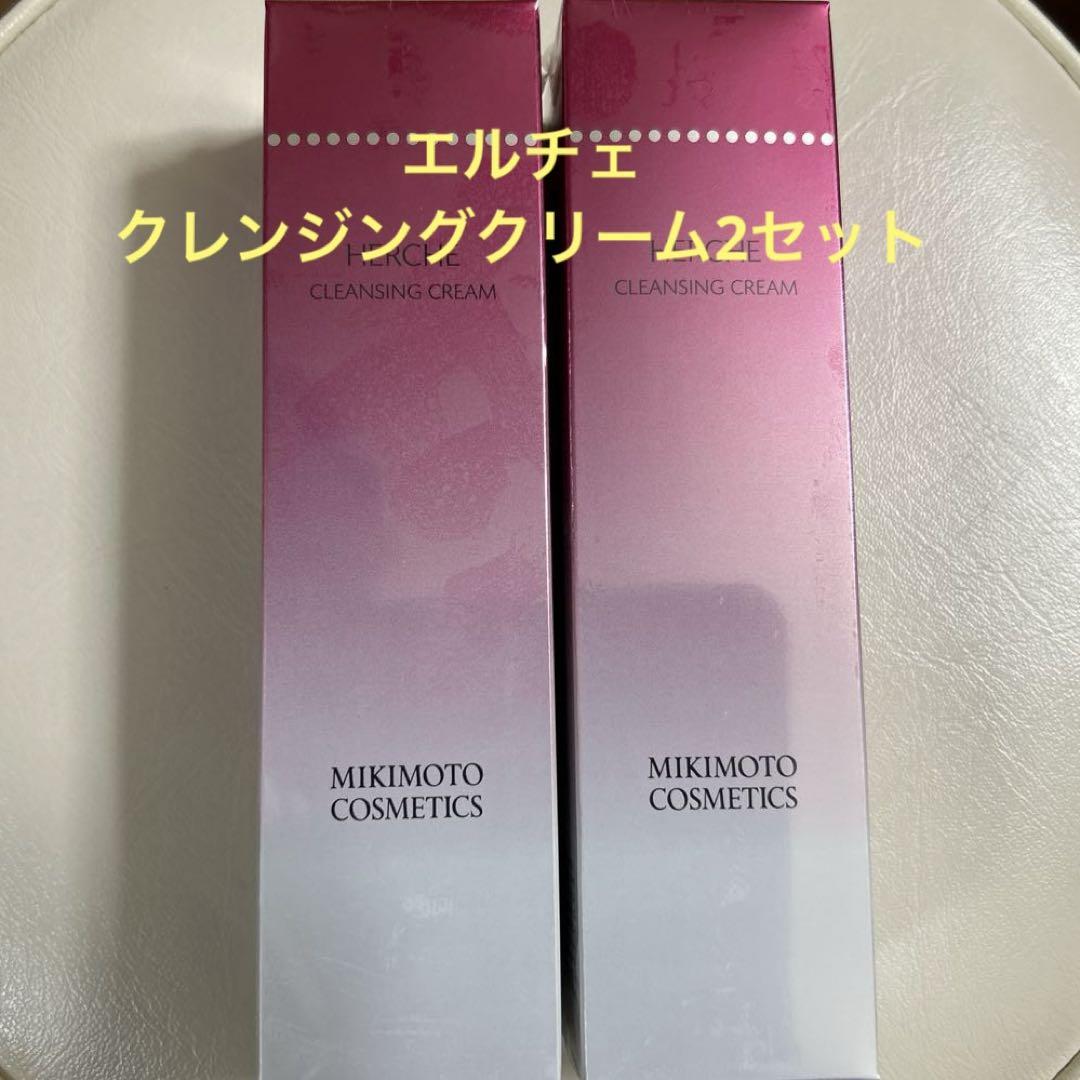 エルチェ
クレンジングクリーム2セット
HERCHE
CLEANSING CREAM
HERCHE
CLEANSING CREAM
MIKIMOTO
COSMETICS
MIKIMOTO
COSMETICS